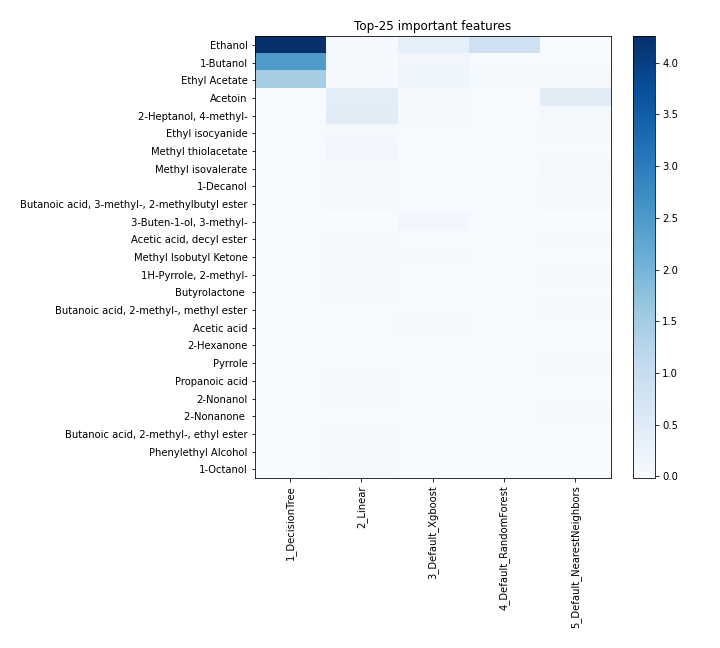 Top-25 important features
Ethanol
1-Butanol
Ethyl Acetate
Acetoin
2-Heptanol, 4-methyl-
Ethyl isocyanide
Methyl thiolacetate
Methyl isovalerate
1-Decanol
Butanoic acid, 3-methyl-, 2-methylbutyl ester
3-Buten-1-ol, 3-methyl-
Acetic acid, decyl ester
Methyl Isobutyl Ketone
1H-Pyrrole, 2-methyl-
Butyrolactone
Butanoic acid, 2-methyl-, methyl ester
Acetic acid
2-Hexanone
Pyrrole
Propanoic acid
2-Nonanol
2-Nonanone
Butanoic acid, 2-methyl-, ethyl ester
Phenylethyl Alcohol
1-Octanol
1_DecisionTree
2_Linear
3_Default_Xgboost
4_Default_RandomForest
5_Default_NearestNeighbors
4.0
3.5
3.0
2.5
2.0
1.5
1.0
0.5
0.0